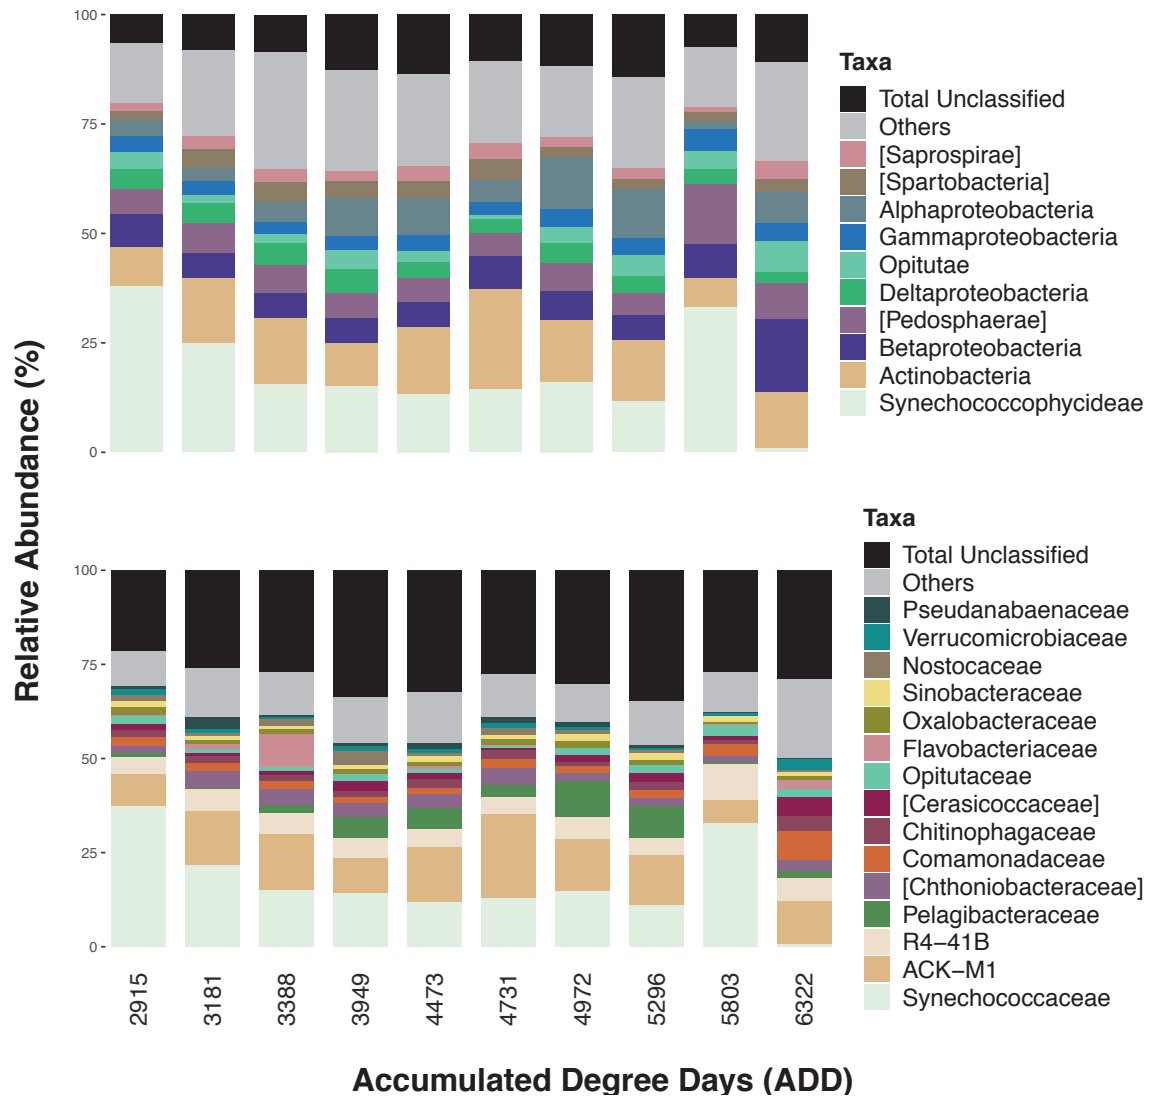 Relative Abundance (%)
100
75
50
25
0
Taxa
Total Unclassified
Others
[Saprospirae]
[Spartobacteria]
Alphaproteobacteria
Gammaproteobacteria
Opitutae
Deltaproteobacteria
[Pedosphaerae]
Betaproteobacteria
Actinobacteria
Synechococcophycideae
100
75
50
25
0
Taxa
Total Unclassified
Others
Pseudanabaenaceae
Verrucomicrobiaceae
Nostocaceae
Sinobacteraceae
Oxalobacteraceae
Flavobacteriaceae
Opitutaceae
[Cerasicoccaceae]
Chitinophagaceae
Comamonadaceae
[Chthoniobacteraceae]
Pelagibacteraceae
R4−41B
ACK−M1
Synechococcaceae
2915 3181 3388 3949 4473 4731 4972 5296 5803 6322
Accumulated Degree Days (ADD)